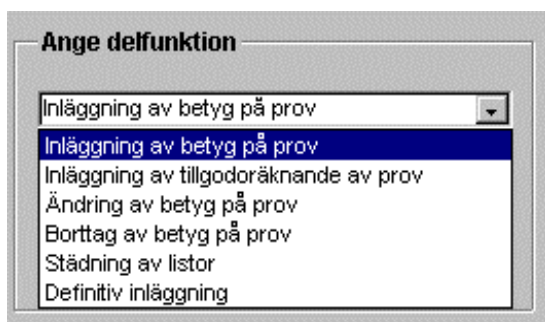 Ange delfunktion
Inläggning av betyg på prov
Inläggning av betyg på prov
Inläggning av tillgodoräknande av prov
Ändring av betyg på prov
Borttag av betyg på prov
Städning av listor
Definitiv inläggning